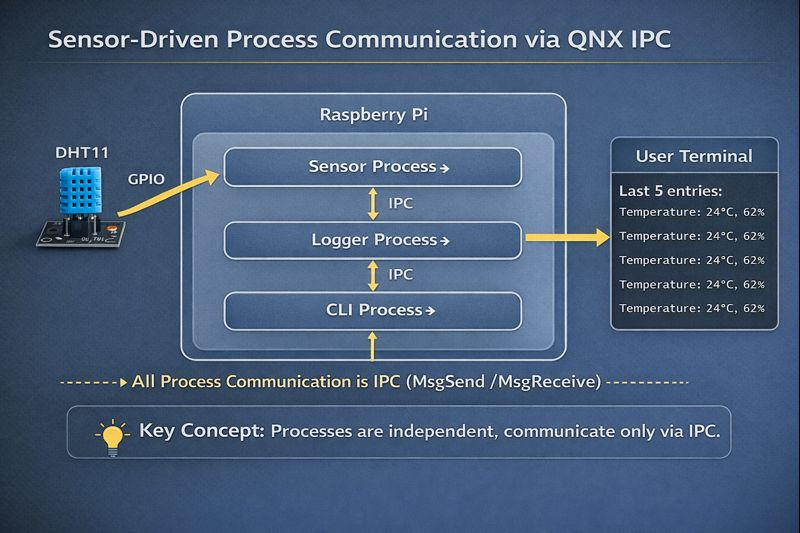 Sensor-Driven Process Communication via QNX IPC
Raspberry Pi
DHT11
GPIO
Sensor Process→
IPC
Logger Process→
IPC
CLI Process→
User Terminal
Last 5 entries:
Temperature: 24°C, 62%
Temperature: 24°C, 62%
Temperature: 24°C, 62%
Temperature: 24°C, 62%
Temperature: 24°C, 62%
All Process Communication is IPC (MsgSend /MsgReceive)
Key Concept: Processes are independent, communicate only via IPC.